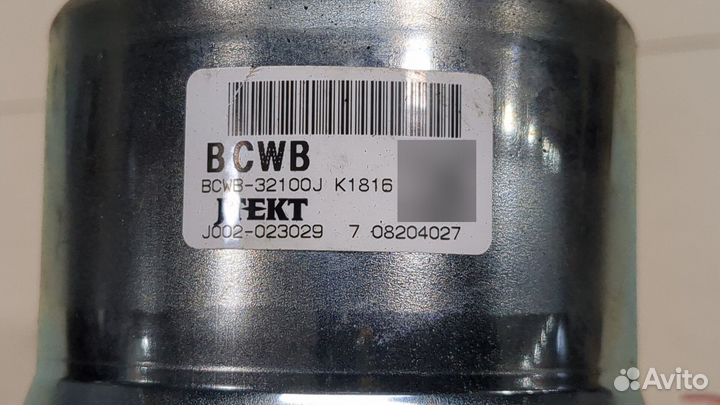 BCWB
BCWB-32100J K1816
JTEKT
J002-023029 7 08204027
Avito